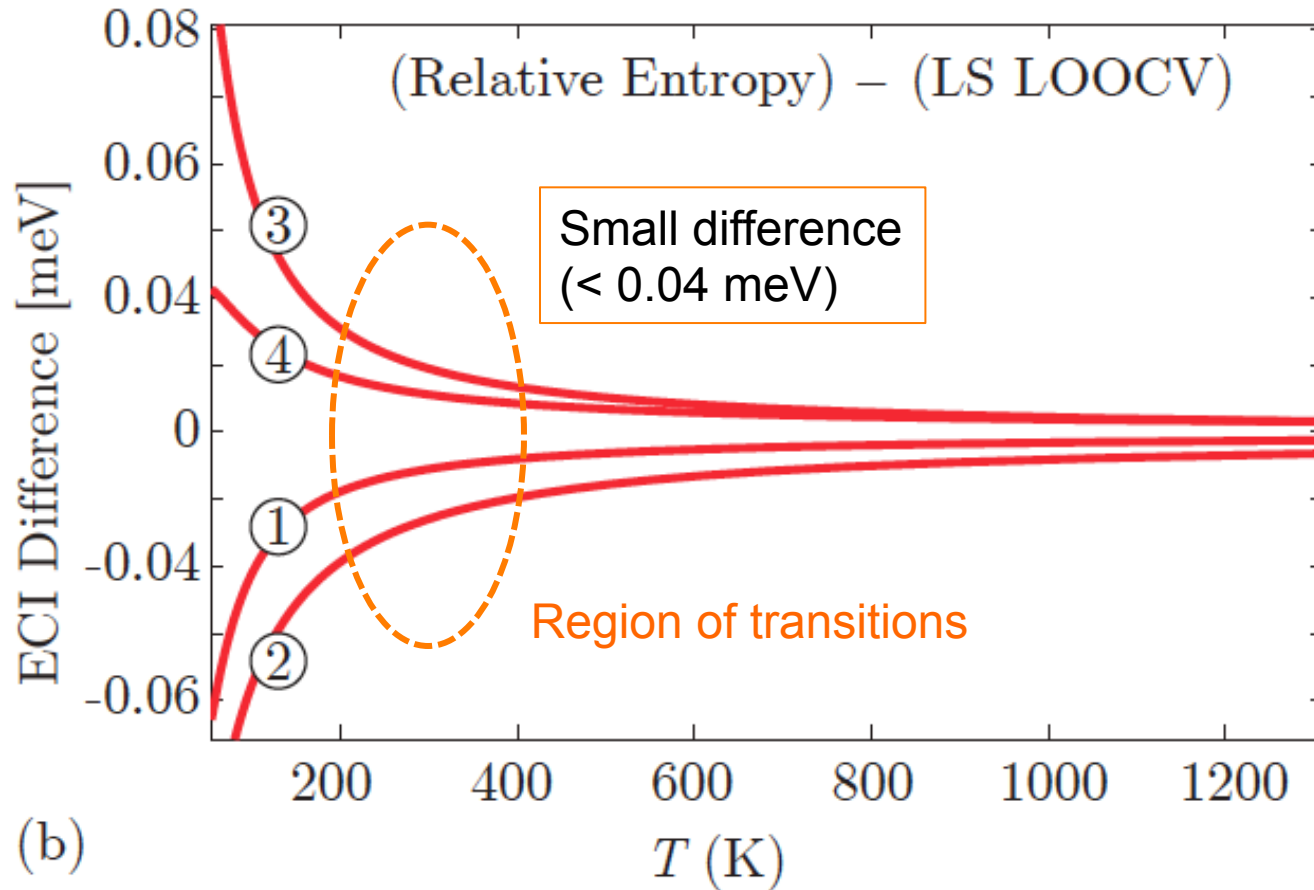 (Relative Entropy) – (LS LOOCV)
0.08
0.06
0.04
0
-0.04
-0.06
ECI Difference [meV]
Small difference
(< 0.04 meV)
3
4
1
2
Region of transitions
200 400 600 800 1000 1200
(b)
T (K)